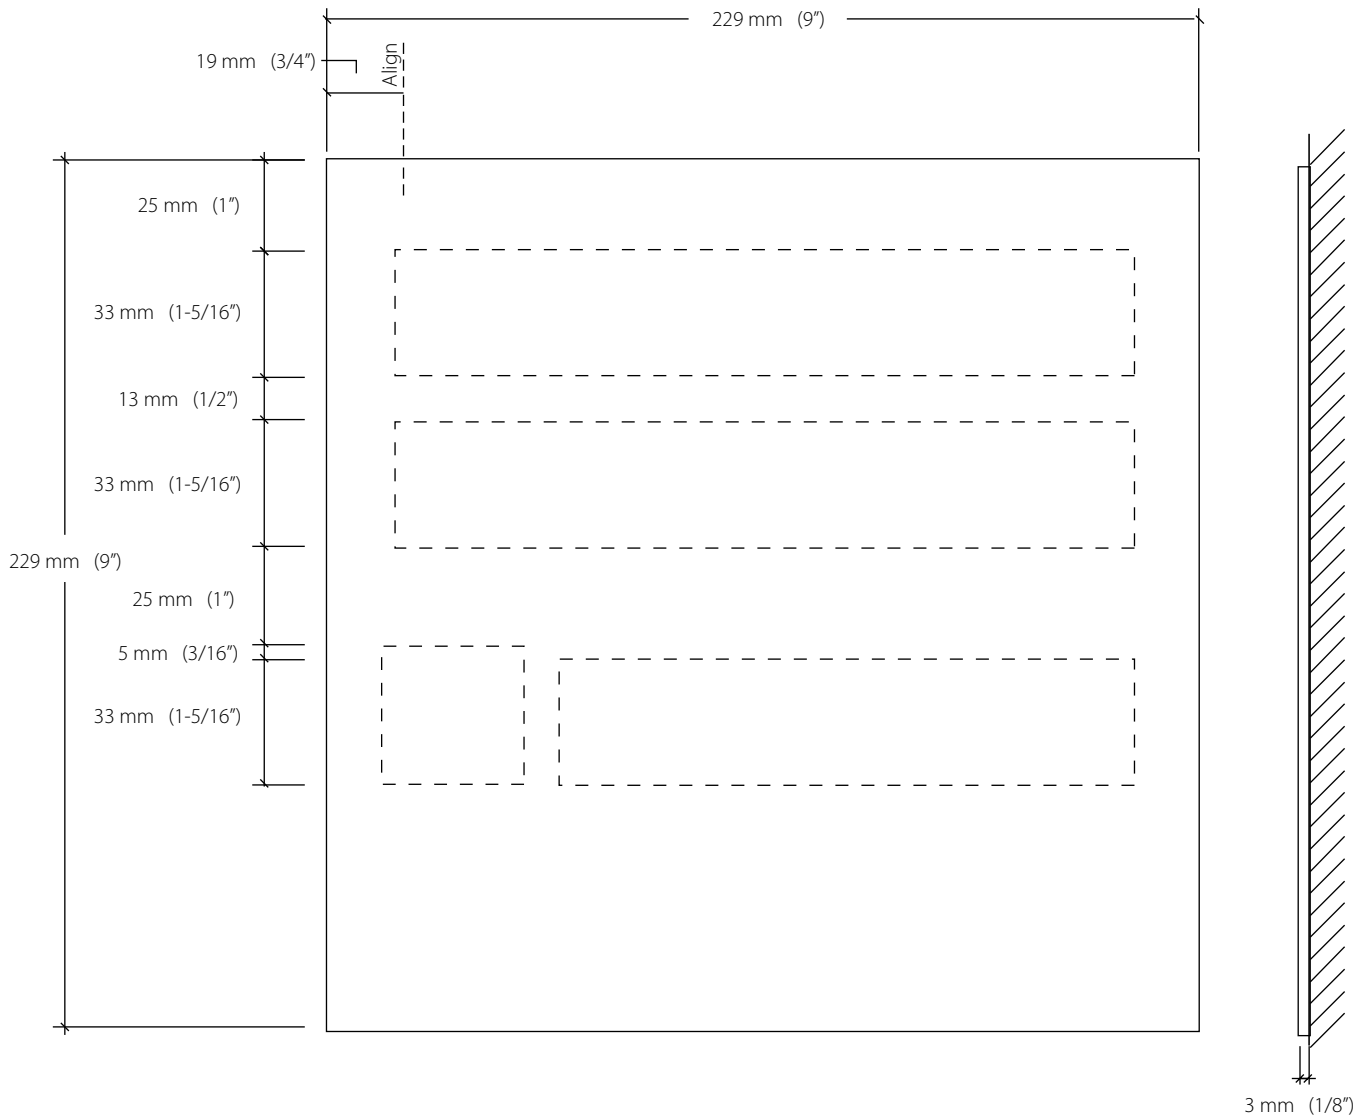 229 mm (9")
19 mm (3/4")
Align
25 mm (1")
33 mm (1-5/16")
13 mm (1/2")
33 mm (1-5/16")
229 mm (9")
25 mm (1")
5 mm (3/16")
33 mm (1-5/16")
3 mm (1/8")